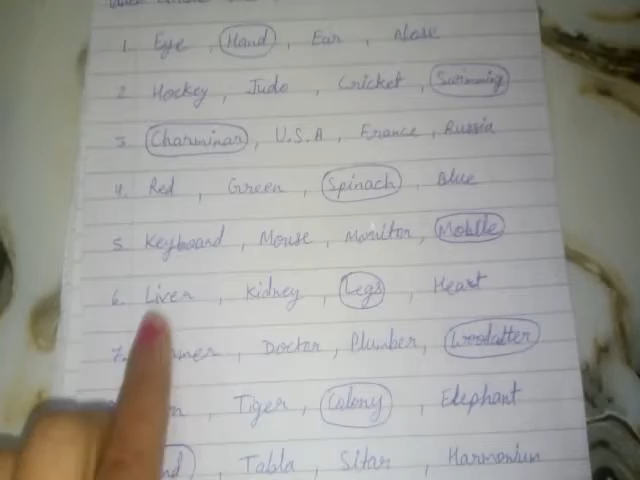 1. Eye , Hand , Ear , Nose
2. Hockey , Judo , Cricket , Swimming
3. Charminar , U.S.A , France , Russia
4. Red , Green , Spinach , Blue
5. Keyboard , Mouse , Monitor , Mobile
6. Liver , Kidney , Legs , Heart
7. Doctor , Plumber ,
Tiger , Colony , Elephant
Tabla , Sitar , Harmonium